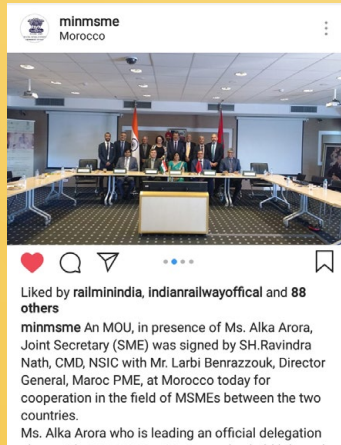 minmsme
Morocco
Liked by railminindia, indianrailwayoffical and 88
others
minmsme An MOU, in presence of Ms. Alka Arora,
Joint Secretary (SME) was signed by SH.Ravindra
Nath, CMD, NSIC with Mr. Larbi Benrazzouk, Director
General, Maroc PME, at Morocco today for
cooperation in the field of MSMEs between the two
countries.
Ms. Alka Arora who is leading an official delegation